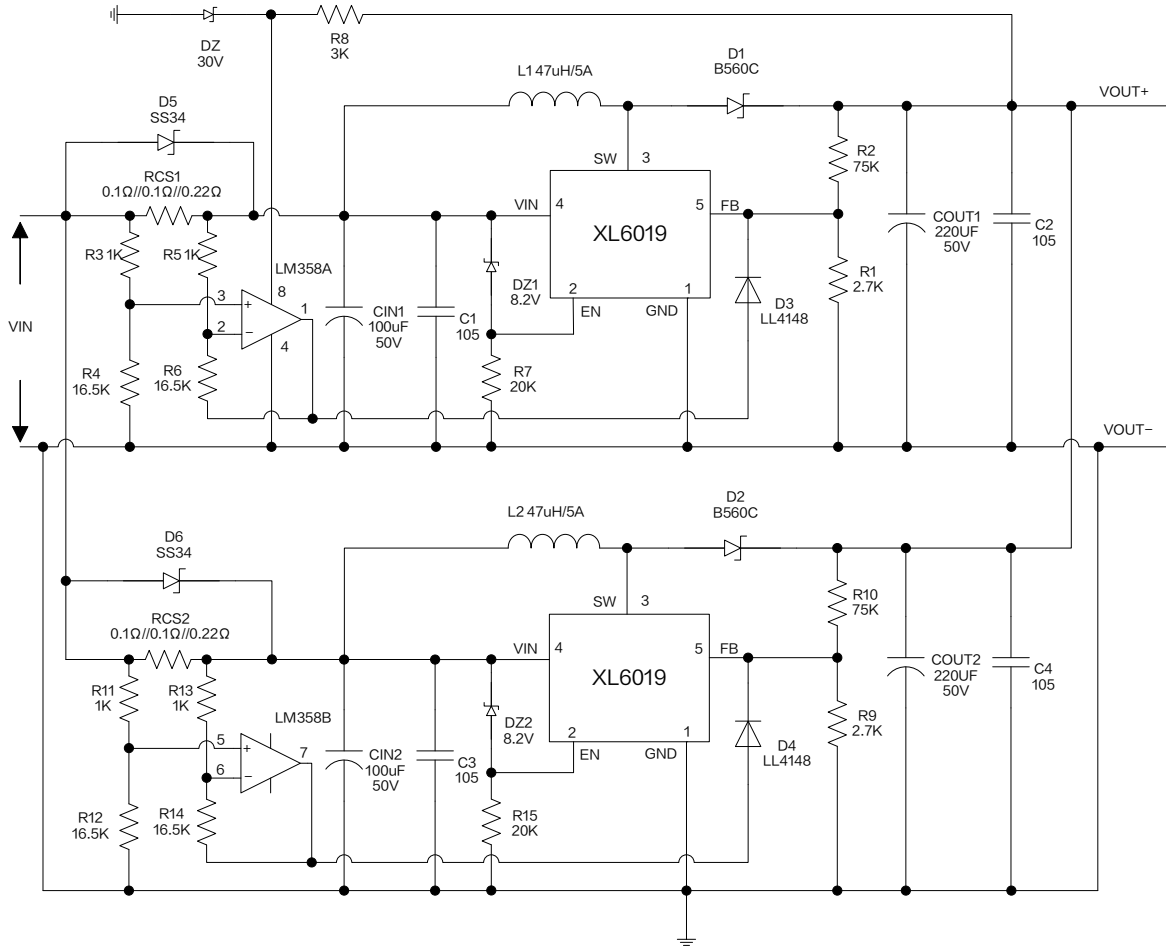 DZ
30V
R8
3K
D5
SS34
RCS1
0.1Ω//0.1Ω//0.22Ω
R3 1K
R5 1K
LM358A
3
2
8
1
4
+
−
R4
16.5K
R6
16.5K
VIN
L1 47uH/5A
D1
B560C
VOUT+
SW
3
VIN
4
5
FB
XL6019
2
1
EN
GND
CIN1
100uF
50V
C1
105
DZ1
8.2V
R7
20K
D3
LL4148
R2
75K
R1
2.7K
COUT1
220UF
50V
C2
105
VOUT−
D6
SS34
RCS2
0.1Ω//0.1Ω//0.22Ω
R11
1K
R13
1K
LM358B
5
6
7
+
−
R12
16.5K
R14
16.5K
L2 47uH/5A
D2
B560C
SW
3
VIN
4
5
FB
XL6019
2
1
EN
GND
CIN2
100uF
50V
C3
105
DZ2
8.2V
R15
20K
D4
LL4148
R10
75K
R9
2.7K
COUT2
220UF
50V
C4
105